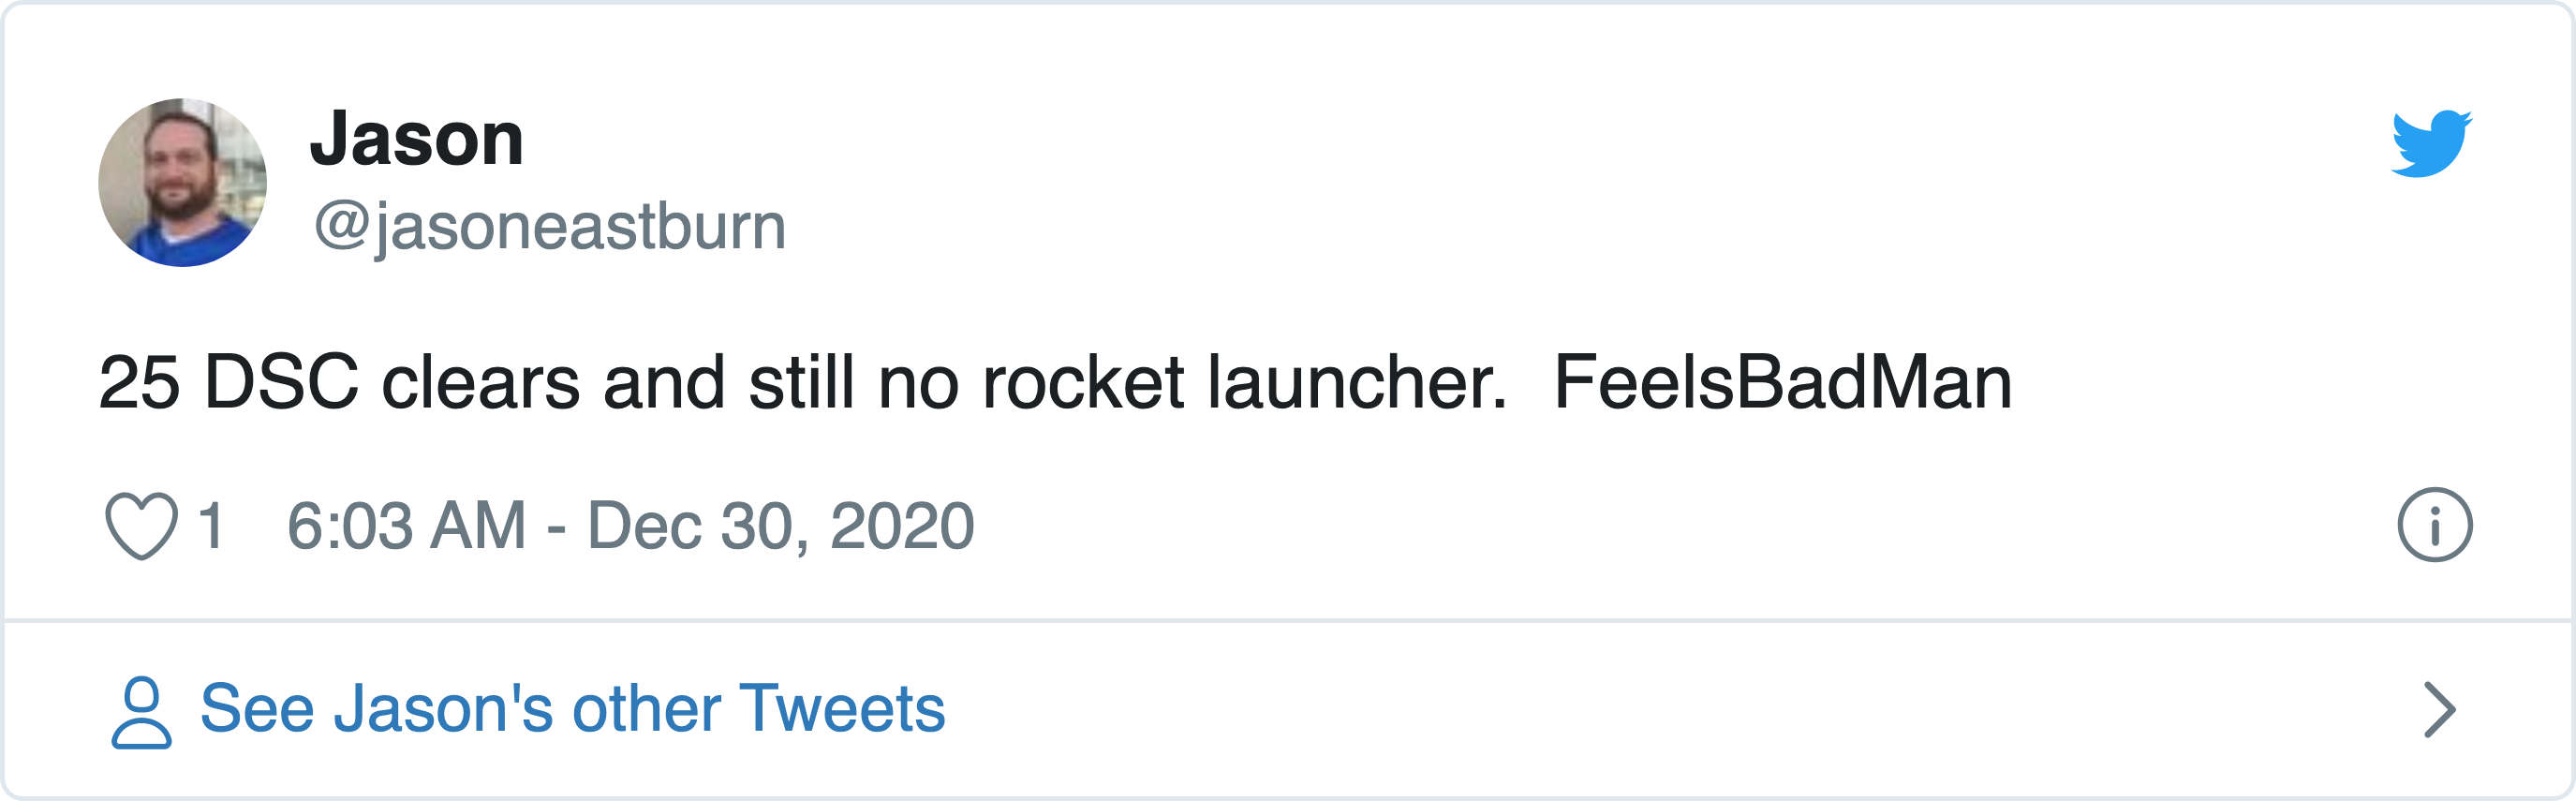 Jason
@jasoneastburn
25 DSC clears and still no rocket launcher.  FeelsBadMan
1 6:03 AM - Dec 30, 2020
See Jason's other Tweets